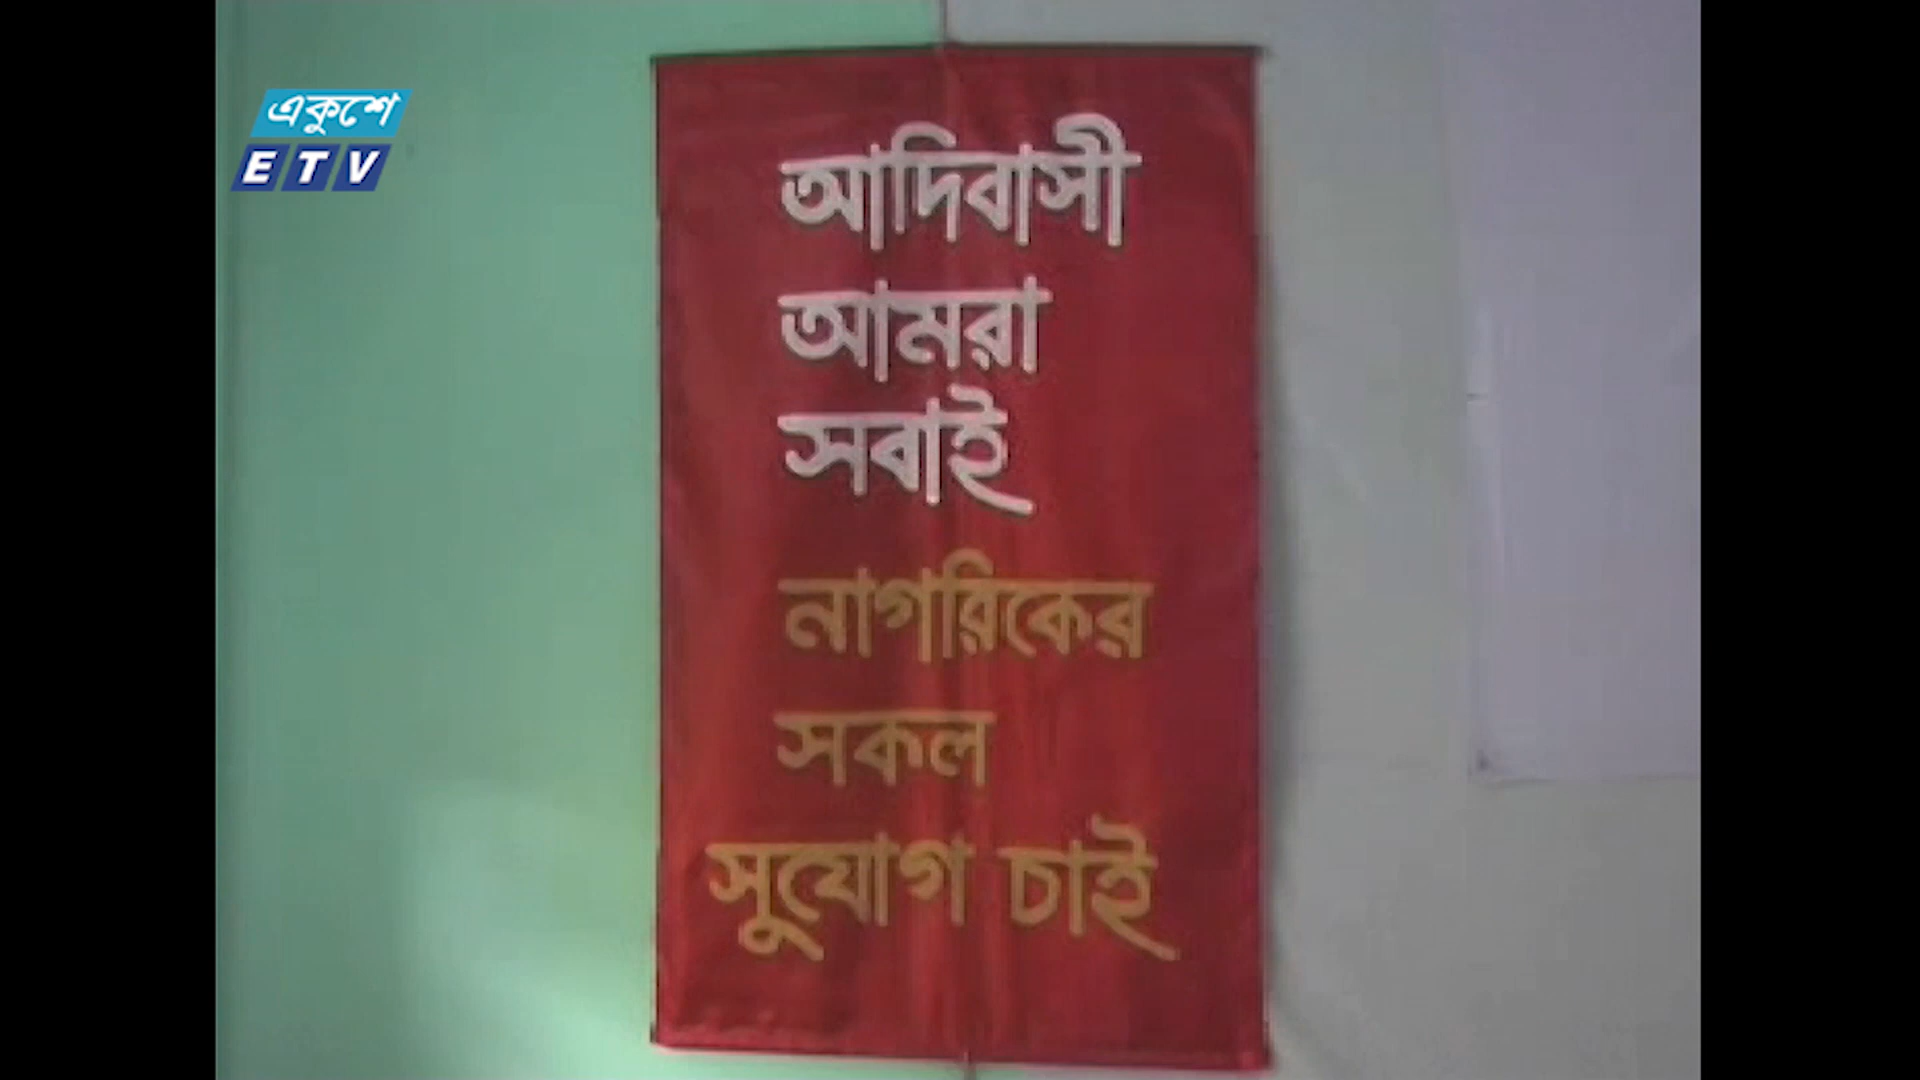 একুশে
ETV
আদিবাসী
আমরা
সবাই
নাগরিকের
সকল
সুযোগ চাই